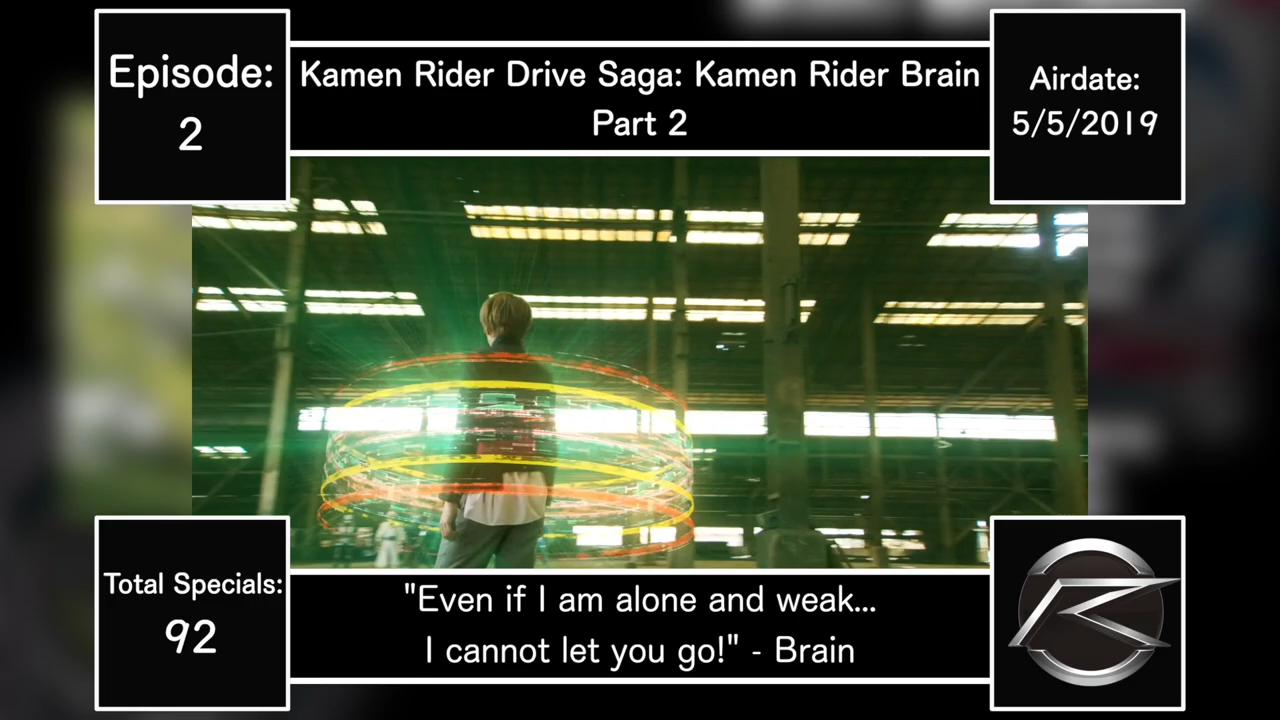 Episode:
2
Kamen Rider Drive Saga: Kamen Rider Brain
Part 2
Airdate:
5/5/2019
Total Specials:
92
"Even if I am alone and weak...
I cannot let you go!" - Brain